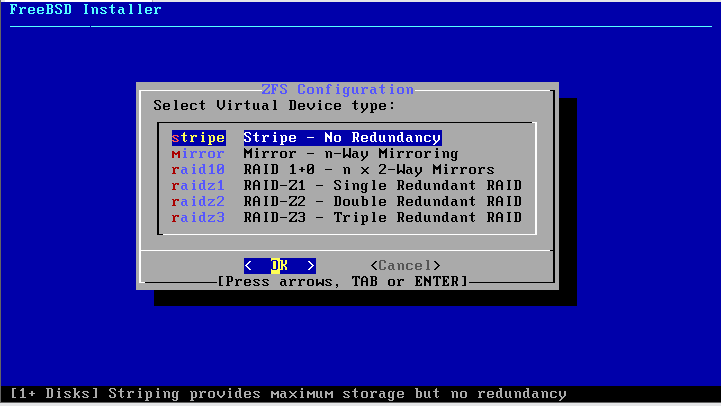 FreeBSD Installer
ZFS Configuration
Select Virtual Device type:
stripe Stripe - No Redundancy
mirror Mirror - n-Way Mirroring
raid10 RAID 1+0 - n x 2-Way Mirrors
raidz1 RAID-Z1 - Single Redundant RAID
raidz2 RAID-Z2 - Double Redundant RAID
raidz3 RAID-Z3 - Triple Redundant RAID
< OK > <Cancel>
[Press arrows, TAB or ENTER]
[1+ Disks] Striping provides maximum storage but no redundancy